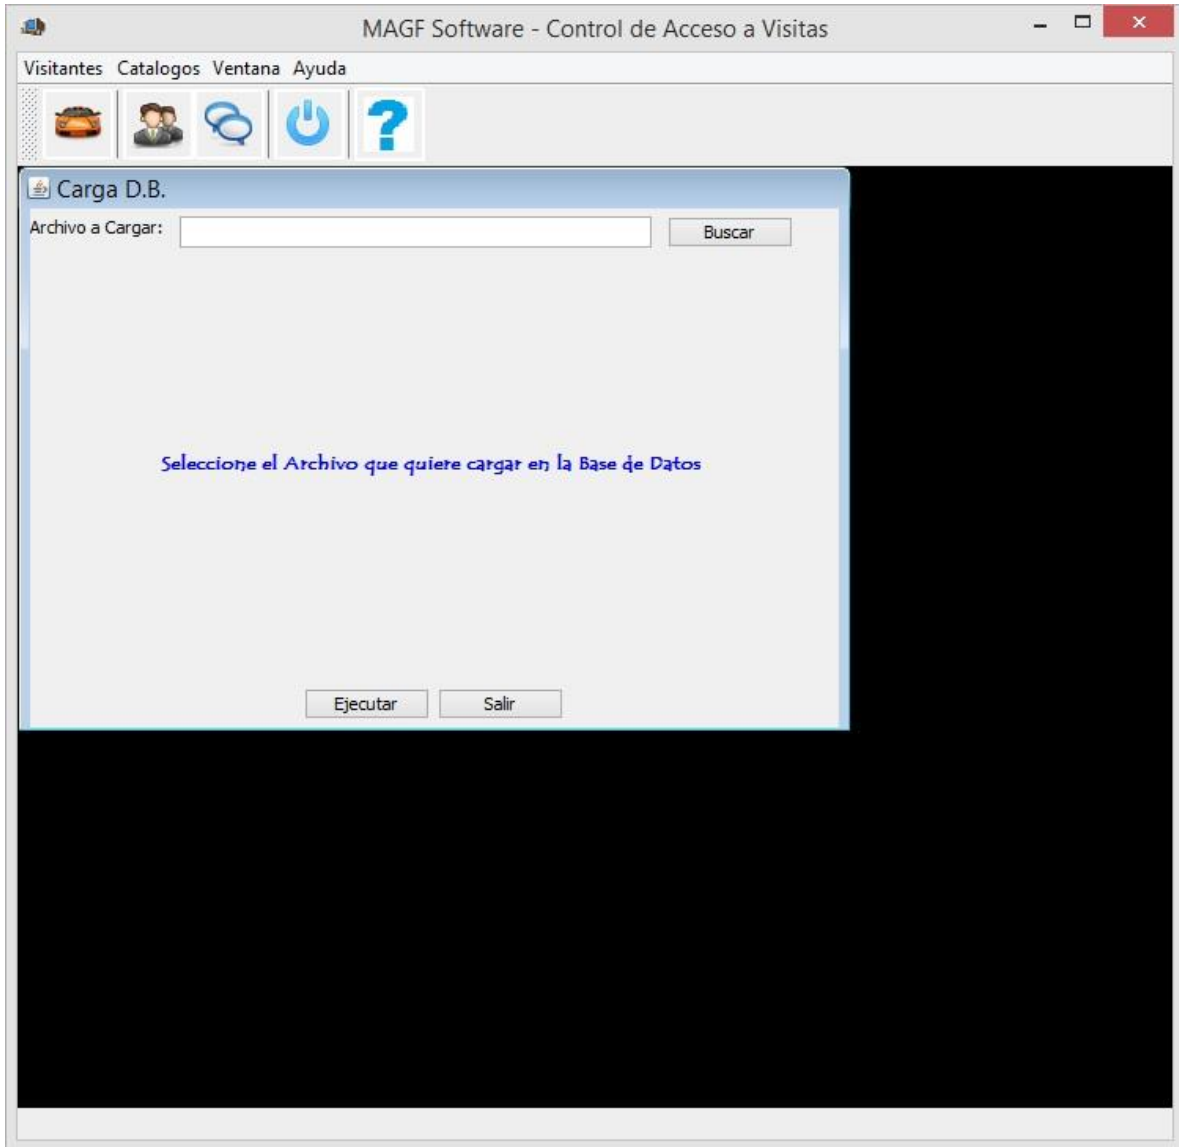 MAGF Software - Control de Acceso a Visitas
Visitantes Catalogos Ventana Ayuda
Carga D.B.
Archivo a Cargar:
Buscar
Seleccione el Archivo que quiere cargar en la Base de Datos
Ejecutar
Salir